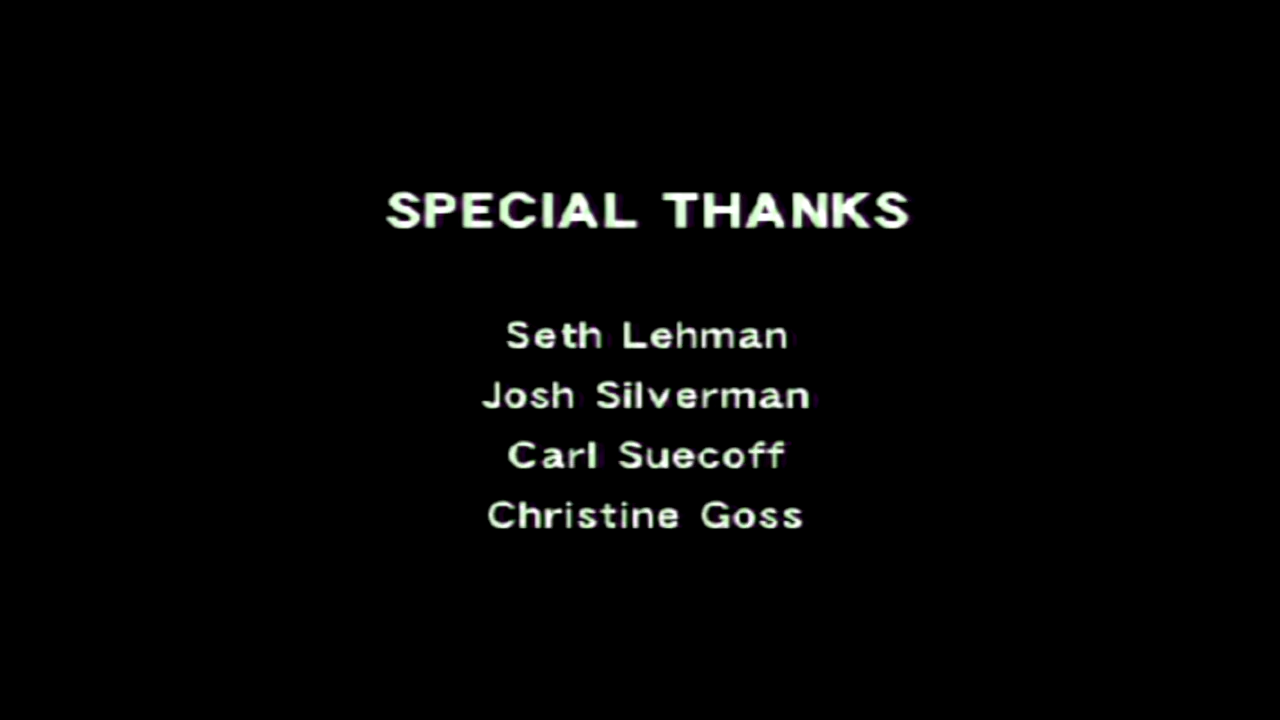 SPECIAL THANKS
Seth Lehman
Josh Silverman
Carl Suecoff
Christine Goss